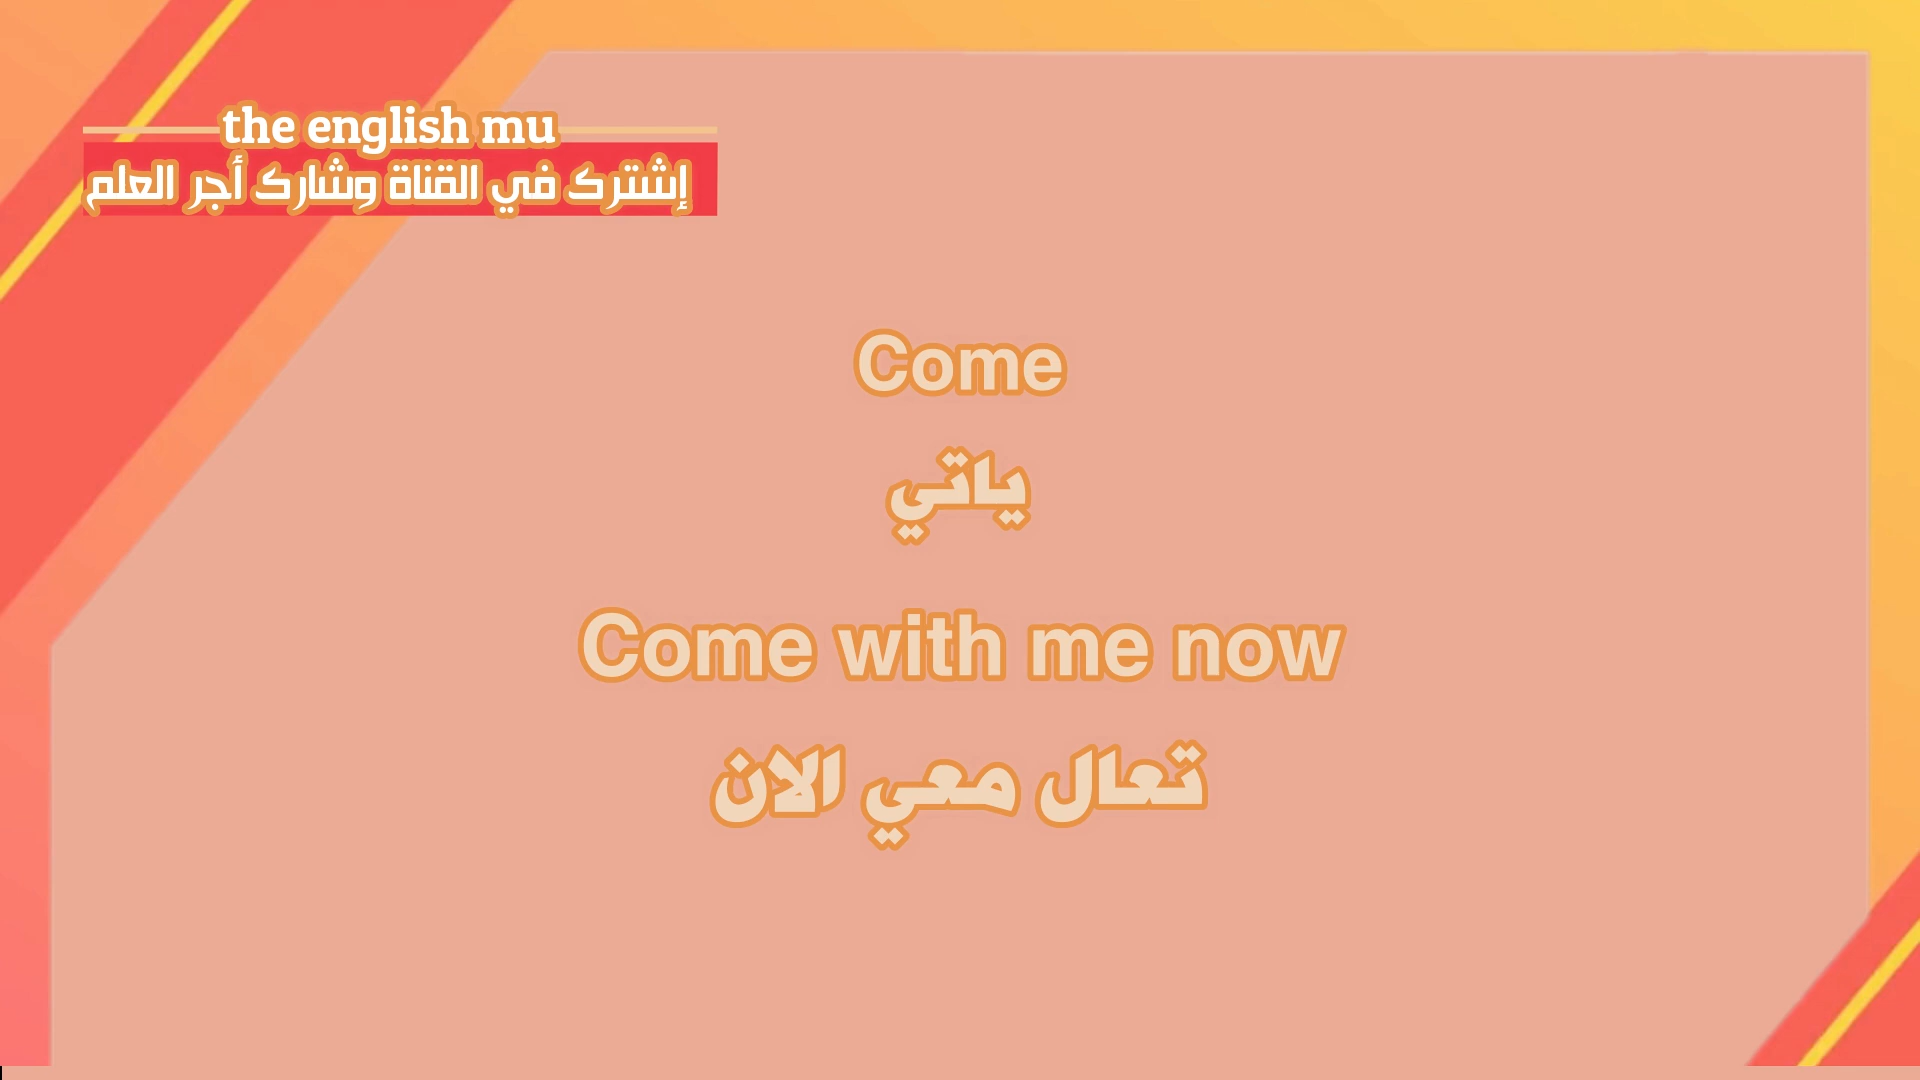 the english mu
إشترك في القناة وشارك أجر العلم
Come
ياتي
Come with me now
تعال معي الان